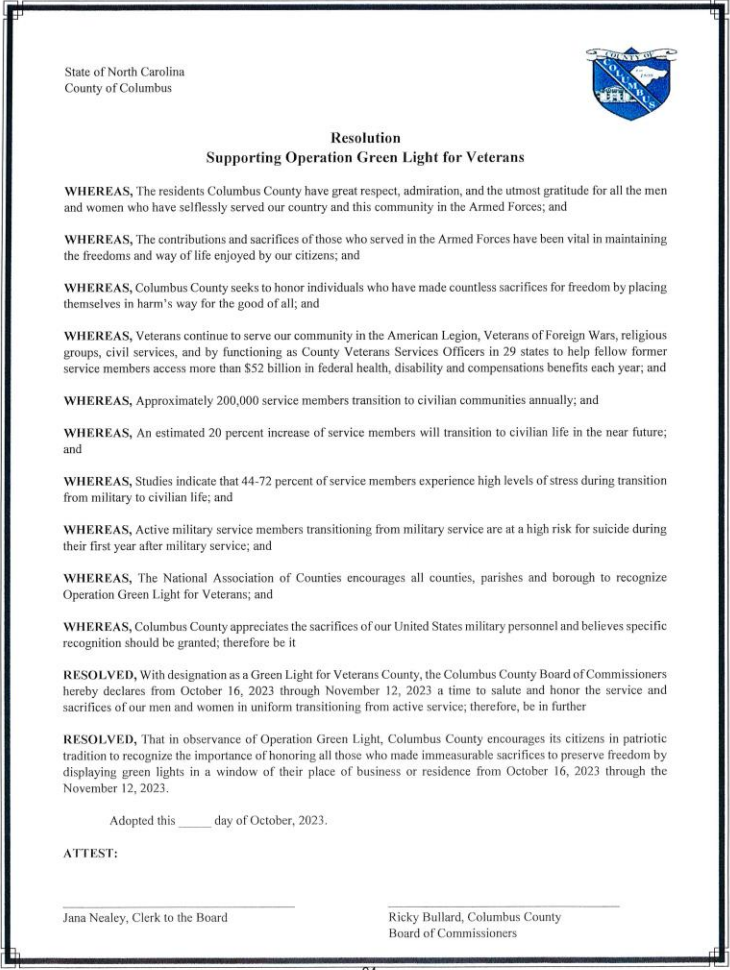 State of North Carolina
County of Columbus
COUNTY OF
COLUMBUS
Resolution
Supporting Operation Green Light for Veterans
WHEREAS, The residents Columbus County have great respect, admiration, and the utmost gratitude for all the men
and women who have selflessly served our country and this community in the Armed Forces; and
WHEREAS, The contributions and sacrifices of those who served in the Armed Forces have been vital in maintaining
the freedoms and way of life enjoyed by our citizens; and
WHEREAS, Columbus County seeks to honor individuals who have made countless sacrifices for freedom by placing
themselves in harm's way for the good of all; and
WHEREAS, Veterans continue to serve our community in the American Legion, Veterans of Foreign Wars, religious
groups, civil services, and by functioning as County Veterans Services Officers in 29 states to help fellow former
service members access more than $52 billion in federal health, disability and compensations benefits each year; and
WHEREAS, Approximately 200,000 service members transition to civilian communities annually; and
WHEREAS, An estimated 20 percent increase of service members will transition to civilian life in the near future;
and
WHEREAS, Studies indicate that 44-72 percent of service members experience high levels of stress during transition
from military to civilian life; and
WHEREAS, Active military service members transitioning from military service are at a high risk for suicide during
their first year after military service; and
WHEREAS, The National Association of Counties encourages all counties, parishes and borough to recognize
Operation Green Light for Veterans; and
WHEREAS, Columbus County appreciates the sacrifices of our United States military personnel and believes specific
recognition should be granted; therefore be it
RESOLVED, With designation as a Green Light for Veterans County, the Columbus County Board of Commissioners
hereby declares from October 16, 2023 through November 12, 2023 a time to salute and honor the service and
sacrifices of our men and women in uniform transitioning from active service; therefore, be in further
RESOLVED, That in observance of Operation Green Light, Columbus County encourages its citizens in patriotic
tradition to recognize the importance of honoring all those who made immeasurable sacrifices to preserve freedom by
displaying green lights in a window of their place of business or residence from October 16, 2023 through the
November 12, 2023.
Adopted this _____ day of October, 2023.
ATTEST:
Jana Nealey, Clerk to the Board
Ricky Bullard, Columbus County
Board of Commissioners